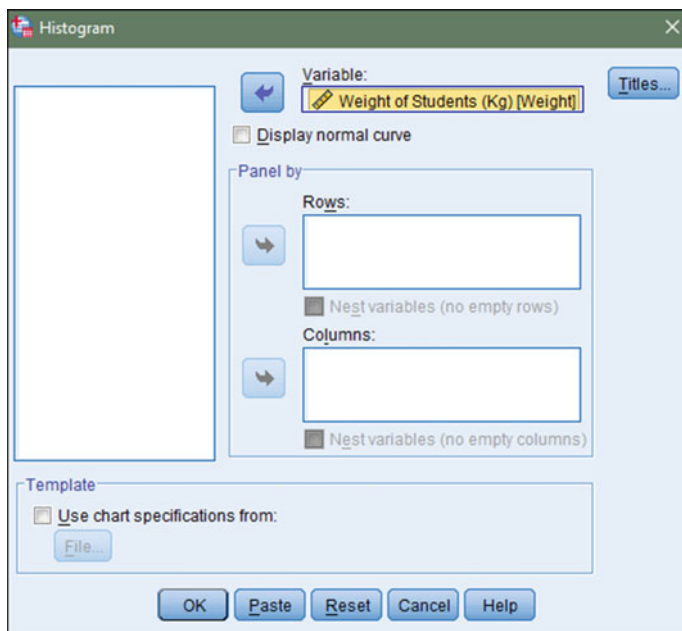 Histogram
Variable:
Weight of Students (Kg) [Weight]
Titles...
Display normal curve
Panel by
Rows:
Nest variables (no empty rows)
Columns:
Nest variables (no empty columns)
Template
Use chart specifications from:
File...
OK Paste Reset Cancel Help